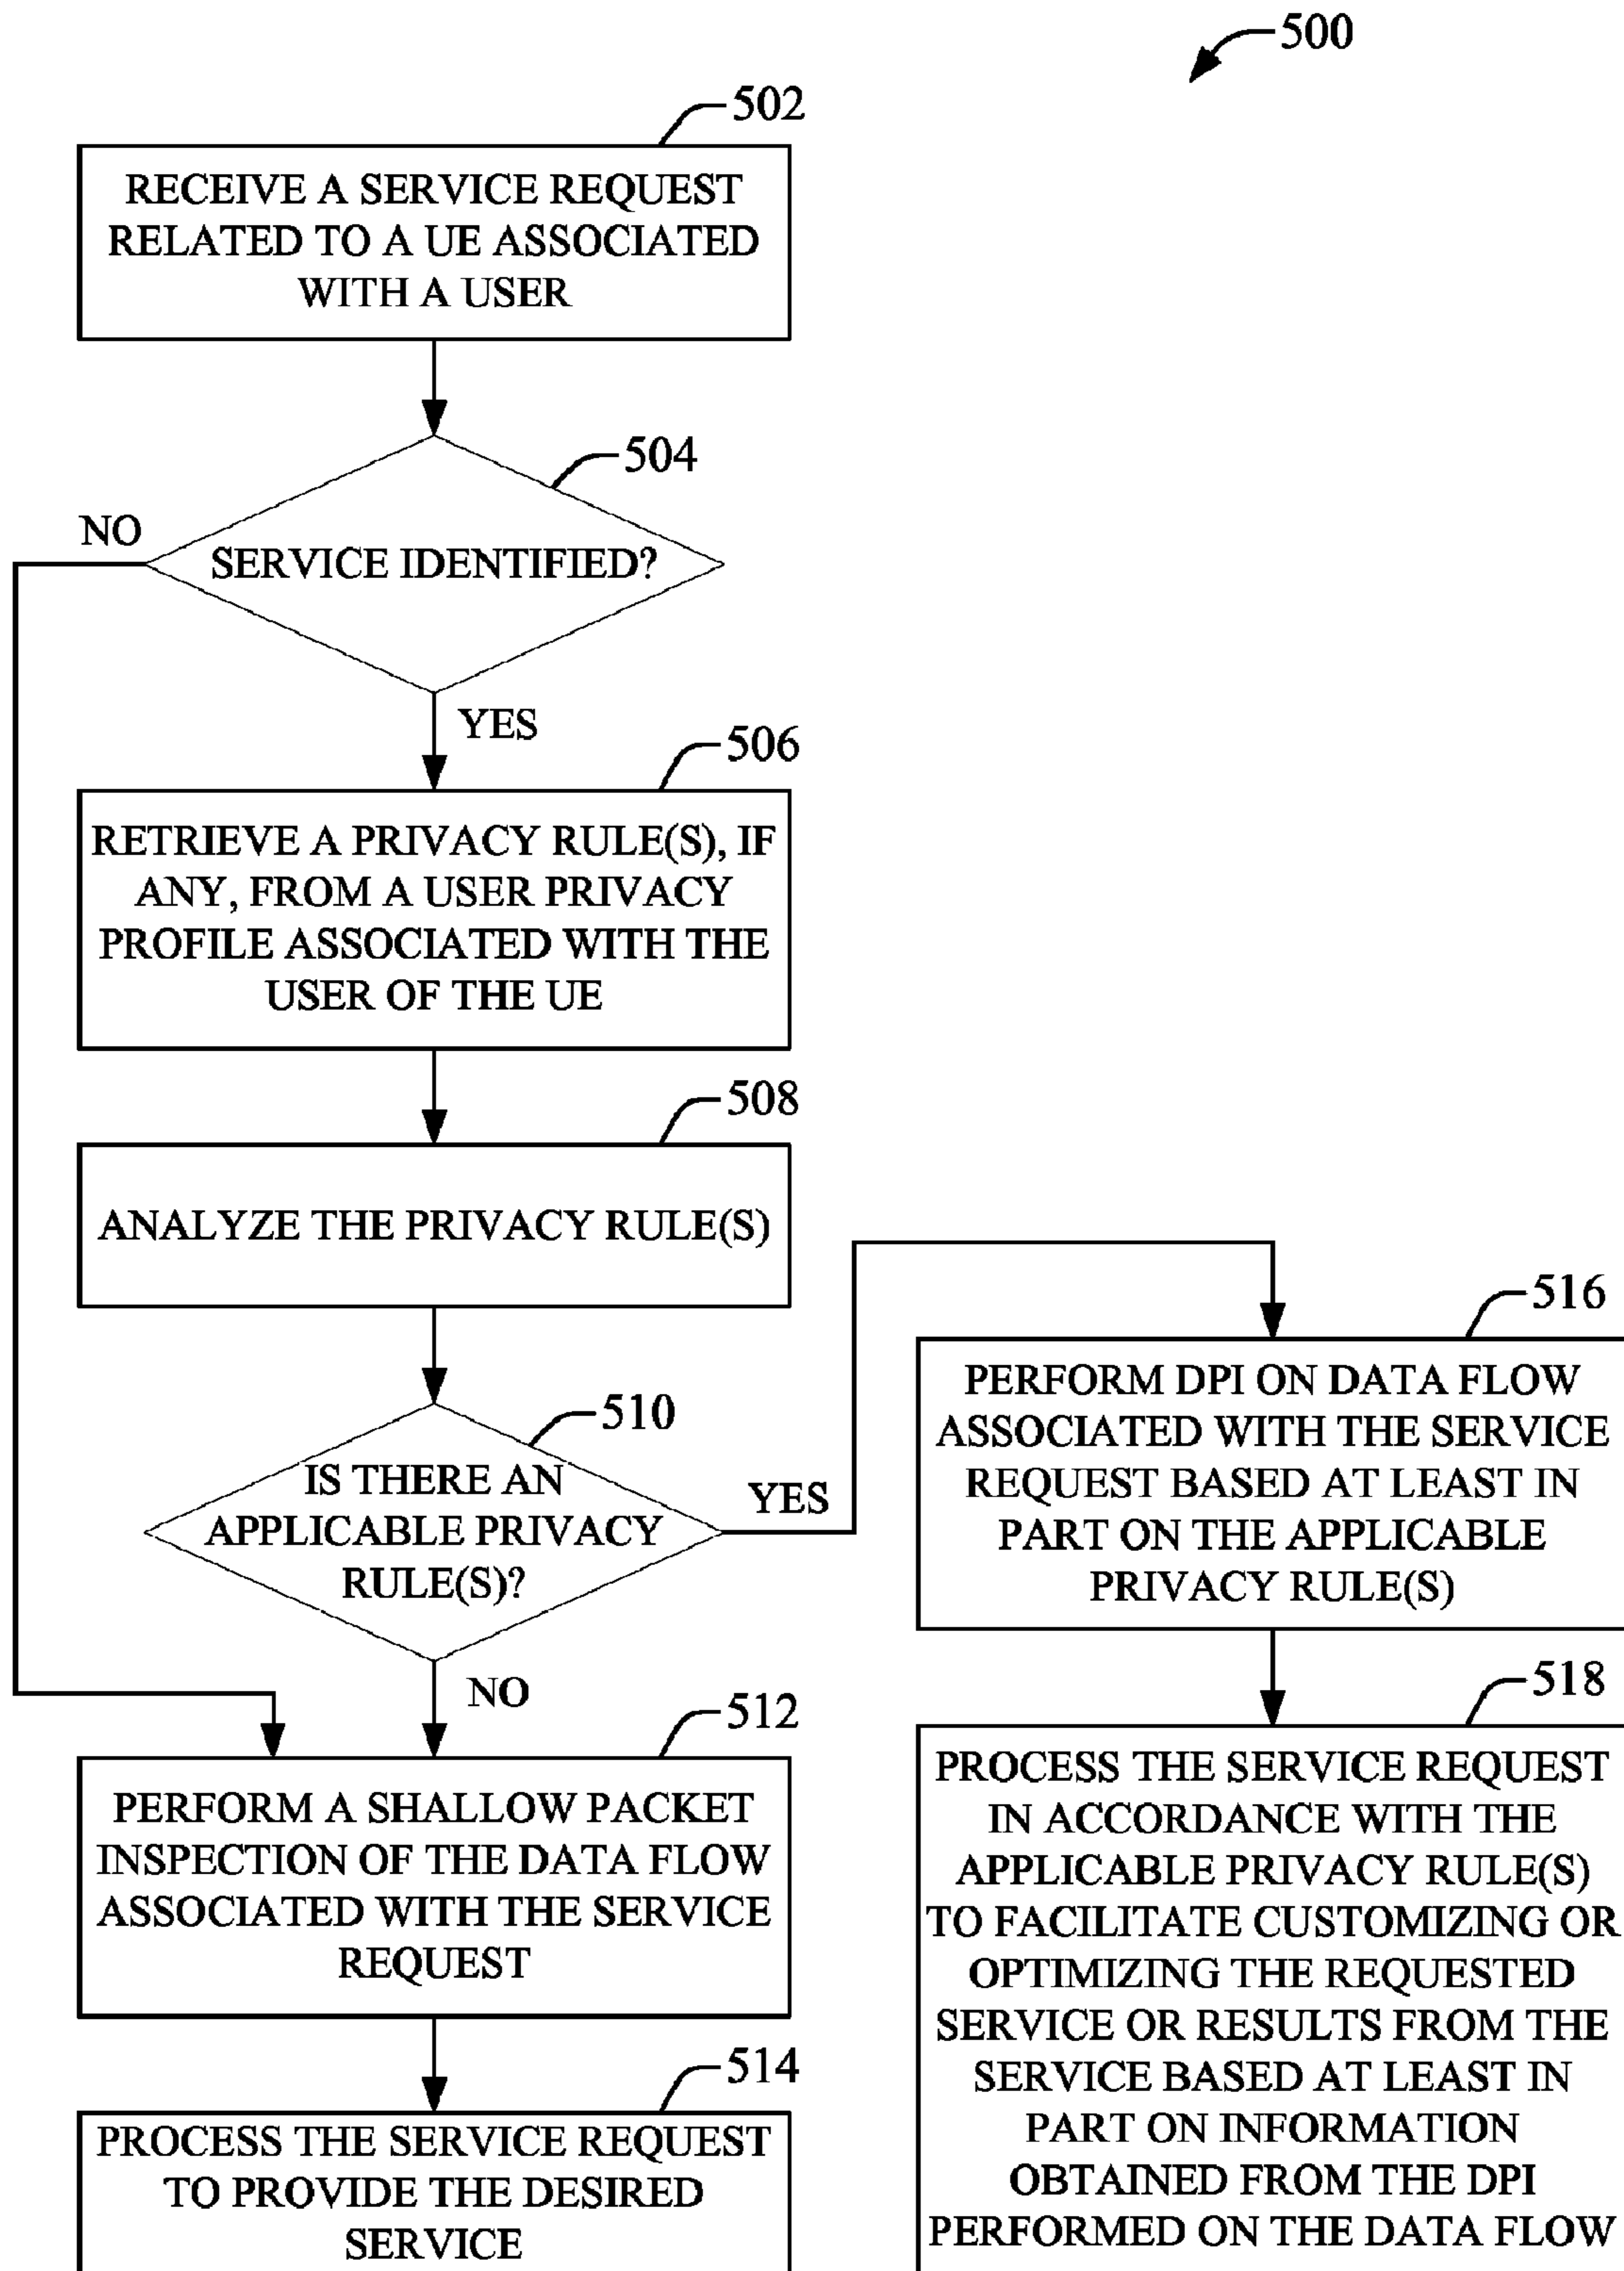 500
502
RECEIVE A SERVICE REQUEST
RELATED TO A UE ASSOCIATED
WITH A USER
504
NO
SERVICE IDENTIFIED?
YES
506
RETRIEVE A PRIVACY RULE(S), IF
ANY, FROM A USER PRIVACY
PROFILE ASSOCIATED WITH THE
USER OF THE UE
508
ANALYZE THE PRIVACY RULE(S)
510
IS THERE AN
APPLICABLE PRIVACY
RULE(S)?
YES
NO
512
PERFORM A SHALLOW PACKET
INSPECTION OF THE DATA FLOW
ASSOCIATED WITH THE SERVICE
REQUEST
514
PROCESS THE SERVICE REQUEST
TO PROVIDE THE DESIRED
SERVICE
516
PERFORM DPI ON DATA FLOW
ASSOCIATED WITH THE SERVICE
REQUEST BASED AT LEAST IN
PART ON THE APPLICABLE
PRIVACY RULE(S)
518
PROCESS THE SERVICE REQUEST
IN ACCORDANCE WITH THE
APPLICABLE PRIVACY RULE(S)
TO FACILITATE CUSTOMIZING OR
OPTIMIZING THE REQUESTED
SERVICE OR RESULTS FROM THE
SERVICE BASED AT LEAST IN
PART ON INFORMATION
OBTAINED FROM THE DPI
PERFORMED ON THE DATA FLOW